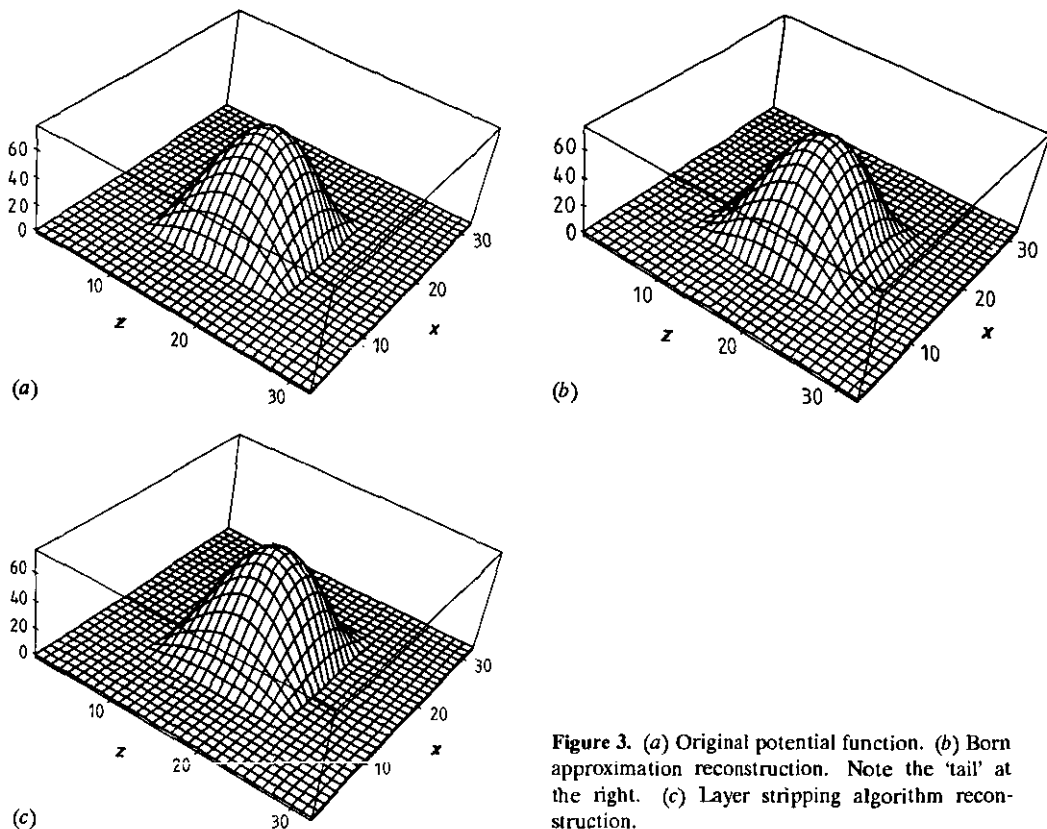 60
40
20
0
10
20
30
z
10
20
30
x
(a)
60
40
20
0
10
20
30
z
10
20
30
x
(b)
60
40
20
0
10
20
30
z
10
20
30
x
(c)
Figure 3. (a) Original potential function. (b) Born
approximation reconstruction. Note the ‘tail’ at
the right. (c) Layer stripping algorithm recon-
struction.